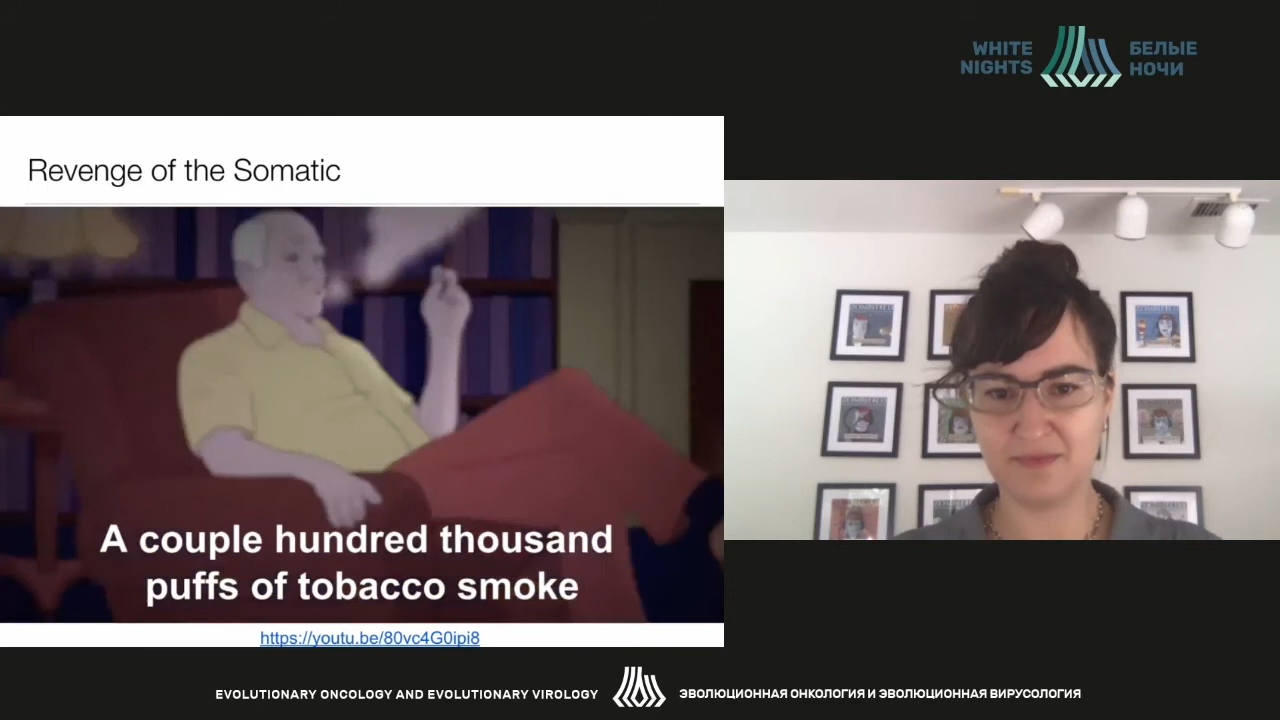 WHITE
NIGHTS
БЕЛЫЕ
НОЧИ
Revenge of the Somatic
A couple hundred thousand
puffs of tobacco smoke
https://youtu.be/80vc4G0ipi8
EVOLUTIONARY ONCOLOGY AND EVOLUTIONARY VIROLOGY
ЭВОЛЮЦИОННАЯ ОНКОЛОГИЯ И ЭВОЛЮЦИОННАЯ ВИРУСОЛОГИЯ